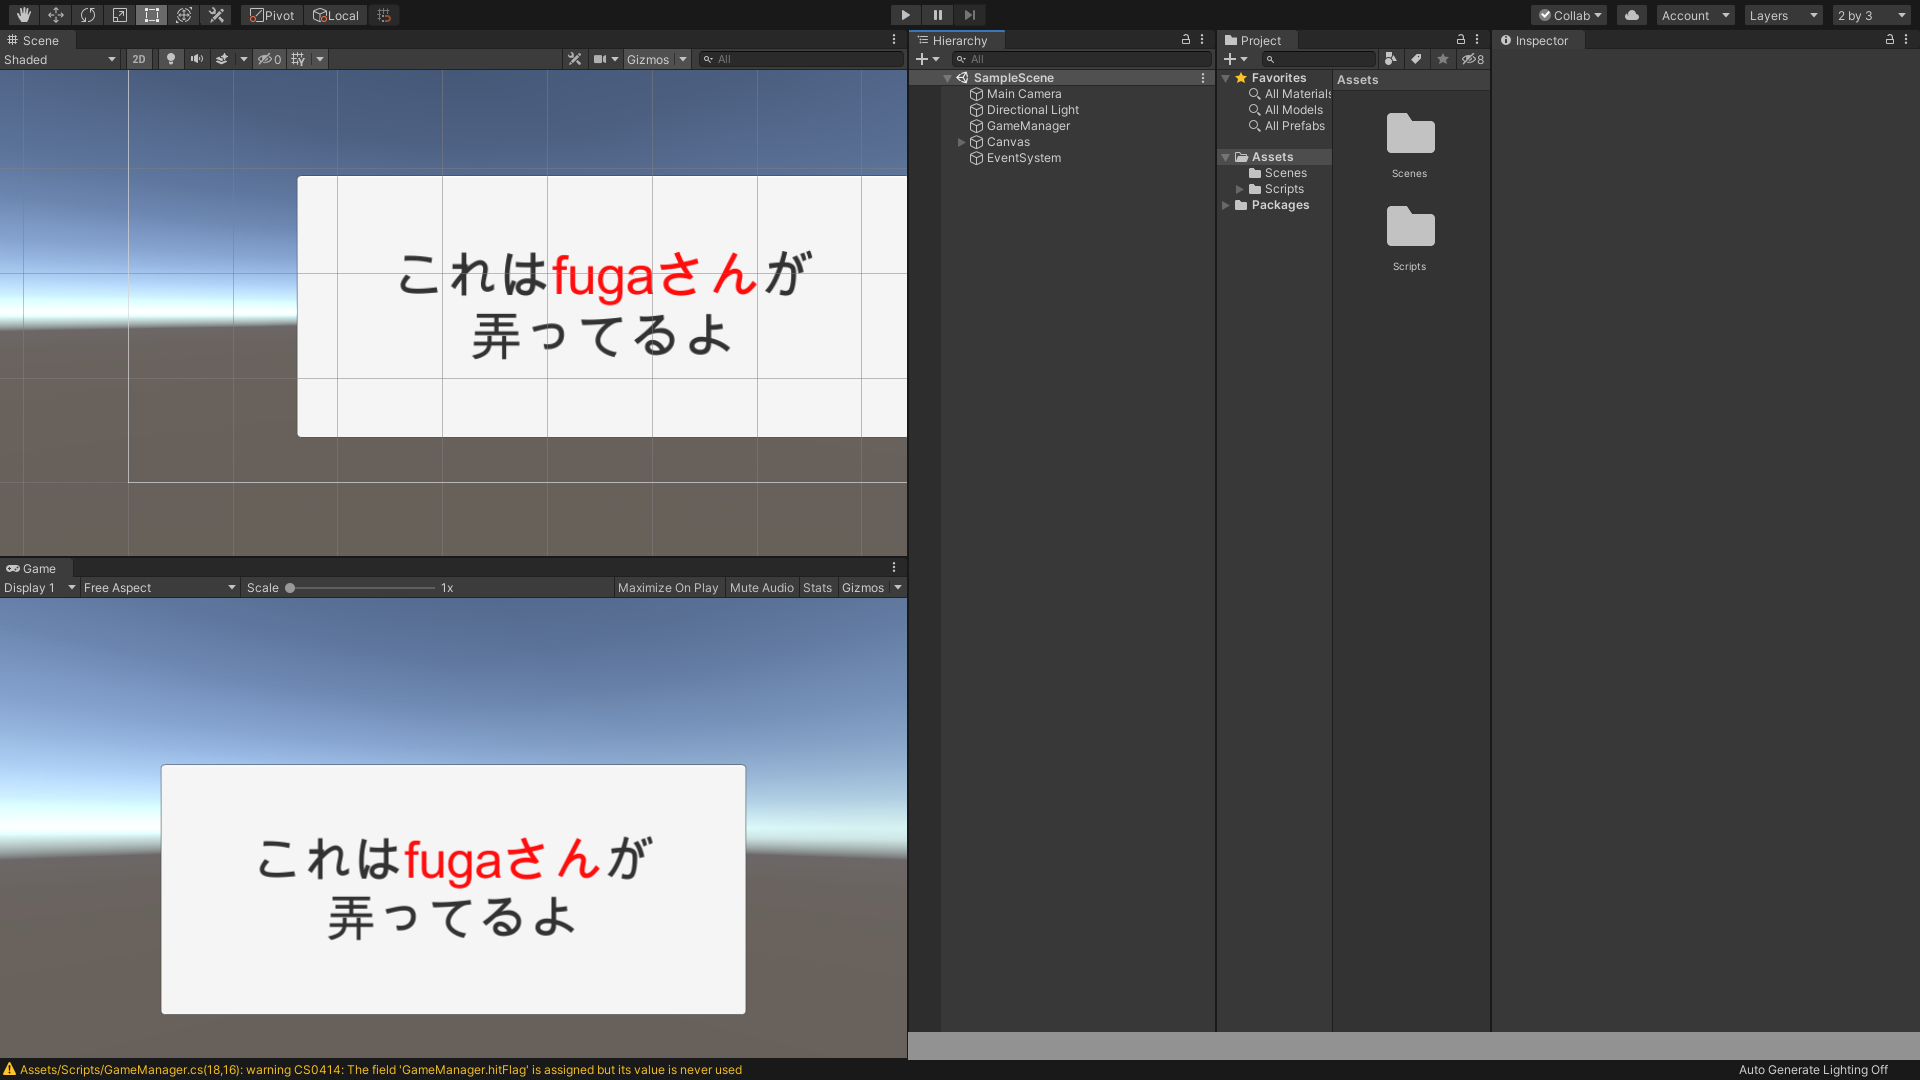 Pivot Local Collab Account Layers 2 by 3
Scene
Shaded 2D 0 Gizmos All
これはfugaさんが
弄ってるよ
Game
Display 1 Free Aspect Scale 1x Maximize On Play Mute Audio Stats Gizmos
これはfugaさんが
弄ってるよ
Hierarchy
All
SampleScene
Main Camera
Directional Light
GameManager
Canvas
EventSystem
Project
8
Favorites
All Materials
All Models
All Prefabs
Assets
Scenes
Scripts
Packages
Assets
Scenes
Scripts
Inspector
Assets/Scripts/GameManager.cs(18,16): warning CS0414: The field 'GameManager.hitFlag' is assigned but its value is never used
Auto Generate Lighting Off